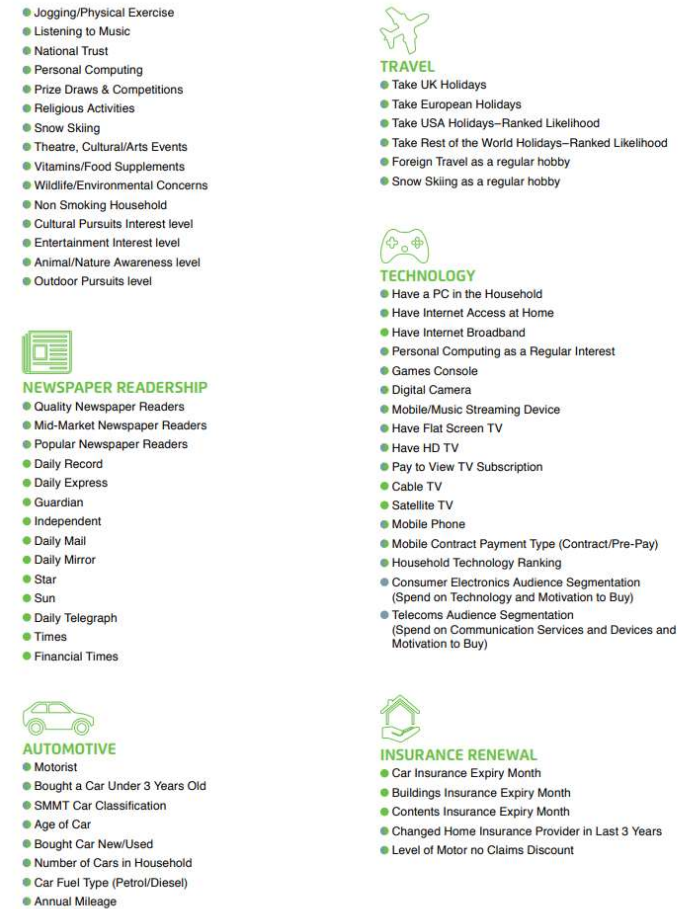 Jogging/Physical Exercise
Listening to Music
National Trust
Personal Computing
Prize Draws & Competitions
Religious Activities
Snow Skiing
Theatre, Cultural/Arts Events
Vitamins/Food Supplements
Wildlife/Environmental Concerns
Non Smoking Household
Cultural Pursuits Interest level
Entertainment Interest level
Animal/Nature Awareness level
Outdoor Pursuits level
NEWSPAPER READERSHIP
Quality Newspaper Readers
Mid-Market Newspaper Readers
Popular Newspaper Readers
Daily Record
Daily Express
Guardian
Independent
Daily Mail
Daily Mirror
Star
Sun
Daily Telegraph
Times
Financial Times
AUTOMOTIVE
Motorist
Bought a Car Under 3 Years Old
SMMT Car Classification
Age of Car
Bought Car New/Used
Number of Cars in Household
Car Fuel Type (Petrol/Diesel)
Annual Mileage
TRAVEL
Take UK Holidays
Take European Holidays
Take USA Holidays–Ranked Likelihood
Take Rest of the World Holidays–Ranked Likelihood
Foreign Travel as a regular hobby
Snow Skiing as a regular hobby
TECHNOLOGY
Have a PC in the Household
Have Internet Access at Home
Have Internet Broadband
Personal Computing as a Regular Interest
Games Console
Digital Camera
Mobile/Music Streaming Device
Have Flat Screen TV
Have HD TV
Pay to View TV Subscription
Cable TV
Satellite TV
Mobile Phone
Mobile Contract Payment Type (Contract/Pre-Pay)
Household Technology Ranking
Consumer Electronics Audience Segmentation
(Spend on Technology and Motivation to Buy)
Telecoms Audience Segmentation
(Spend on Communication Services and Devices and
Motivation to Buy)
INSURANCE RENEWAL
Car Insurance Expiry Month
Buildings Insurance Expiry Month
Contents Insurance Expiry Month
Changed Home Insurance Provider in Last 3 Years
Level of Motor no Claims Discount